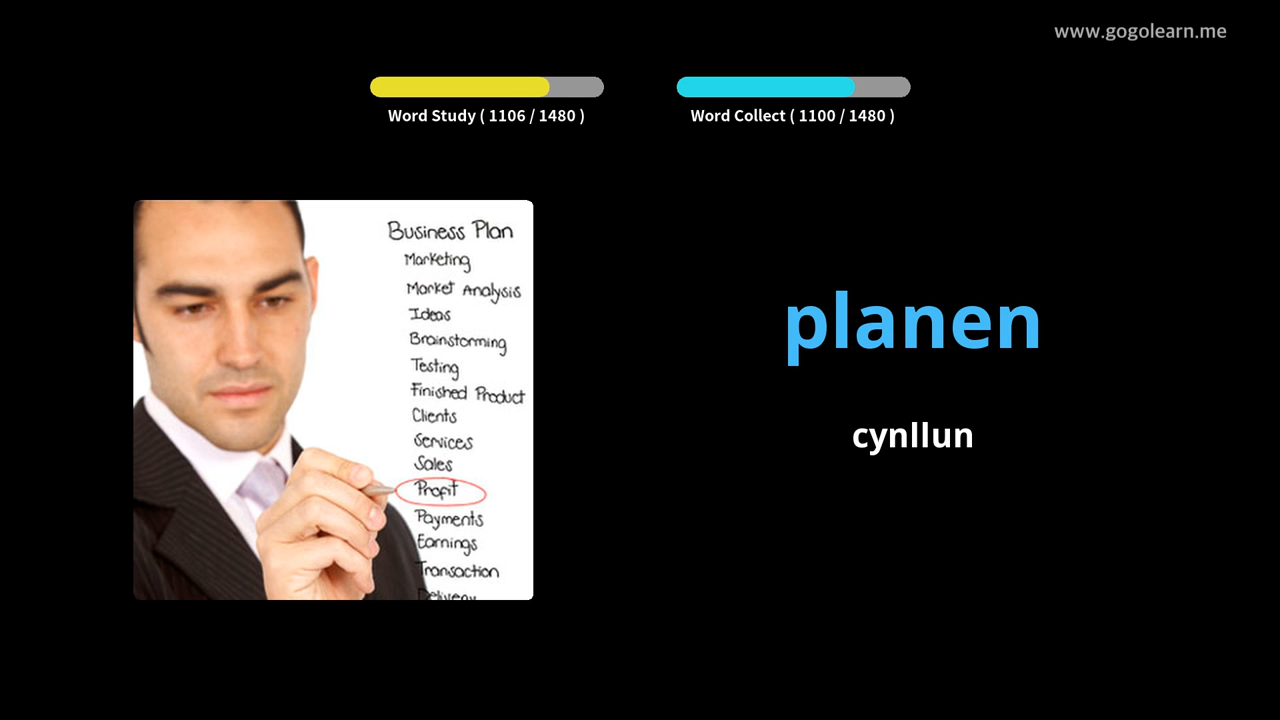 www.gogolearn.me
Word Study ( 1106 / 1480 )
Word Collect ( 1100 / 1480 )
Business Plan
Marketing
Market Analysis
Ideas
Brainstorming
Testing
Finished Product
Clients
Services
Sales
Profit
Payments
Earnings
Transaction
Delivery
planen
cynllun